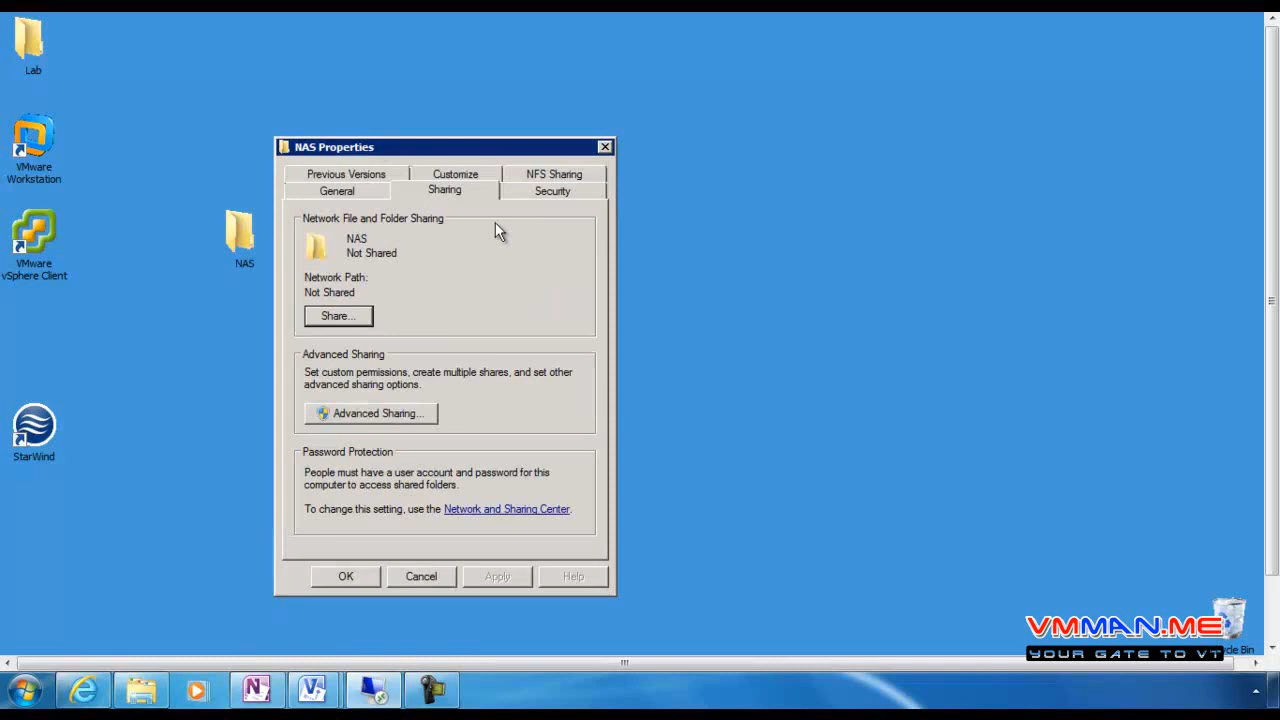 Lab
VMware
Workstation
VMware
vSphere Client
StarWind
NAS
NAS Properties
Previous Versions
Customize
NFS Sharing
General
Sharing
Security
Network File and Folder Sharing
NAS
Not Shared
Network Path:
Not Shared
Share...
Advanced Sharing
Set custom permissions, create multiple shares, and set other
advanced sharing options.
Advanced Sharing...
Password Protection
People must have a user account and password for this
computer to access shared folders.
To change this setting, use the Network and Sharing Center.
OK
Cancel
Apply
Help
VMMAN.ME
YOUR GATE TO VT
Bin